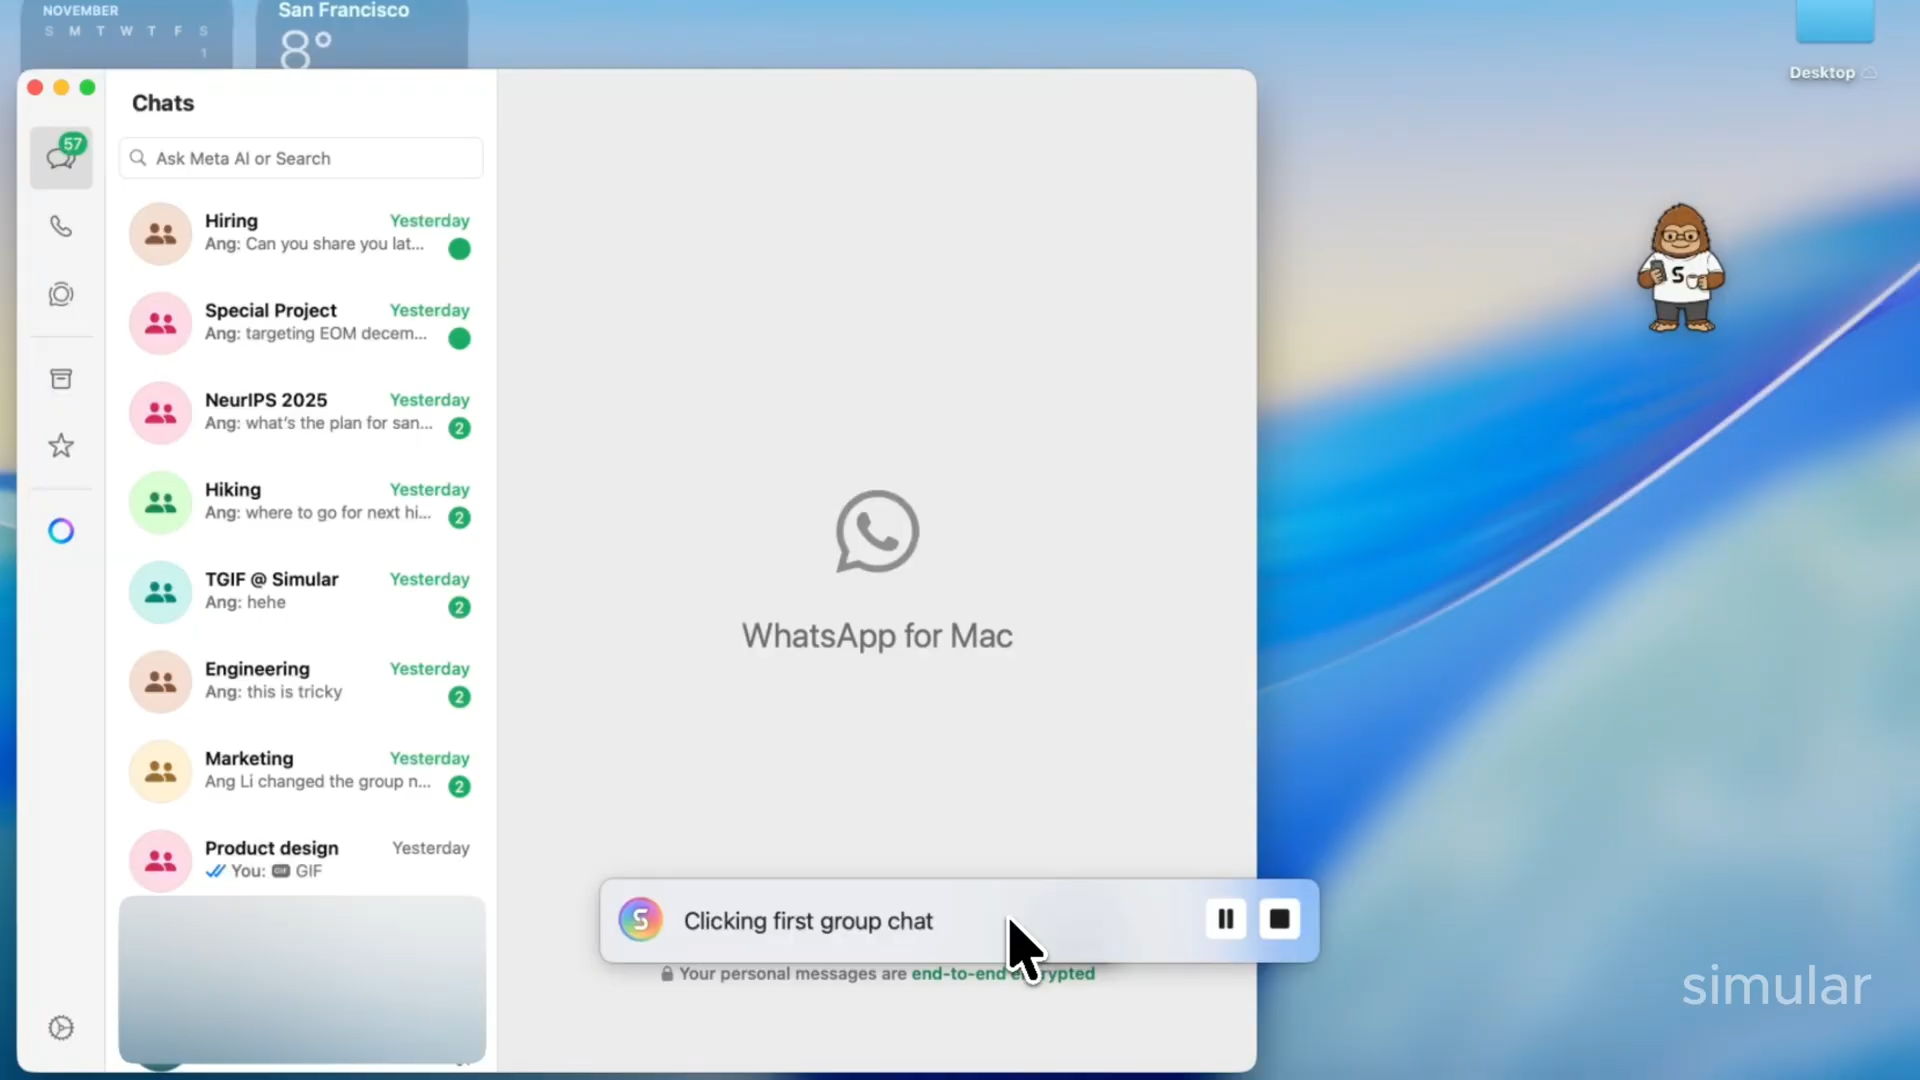 NOVEMBER
S M T W T F S
1
San Francisco
8°
Desktop
Chats
57
Ask Meta AI or Search
Hiring Yesterday
Ang: Can you share you lat...
Special Project Yesterday
Ang: targeting EOM decem...
NeurIPS 2025 Yesterday
Ang: what's the plan for san...
2
Hiking Yesterday
Ang: where to go for next hi...
2
TGIF @ Simular Yesterday
Ang: hehe
2
Engineering Yesterday
Ang: this is tricky
2
Marketing Yesterday
Ang Li changed the group n...
2
Product design Yesterday
You: GIF GIF
S
WhatsApp for Mac
S Clicking first group chat
Your personal messages are end-to-end encrypted
simular